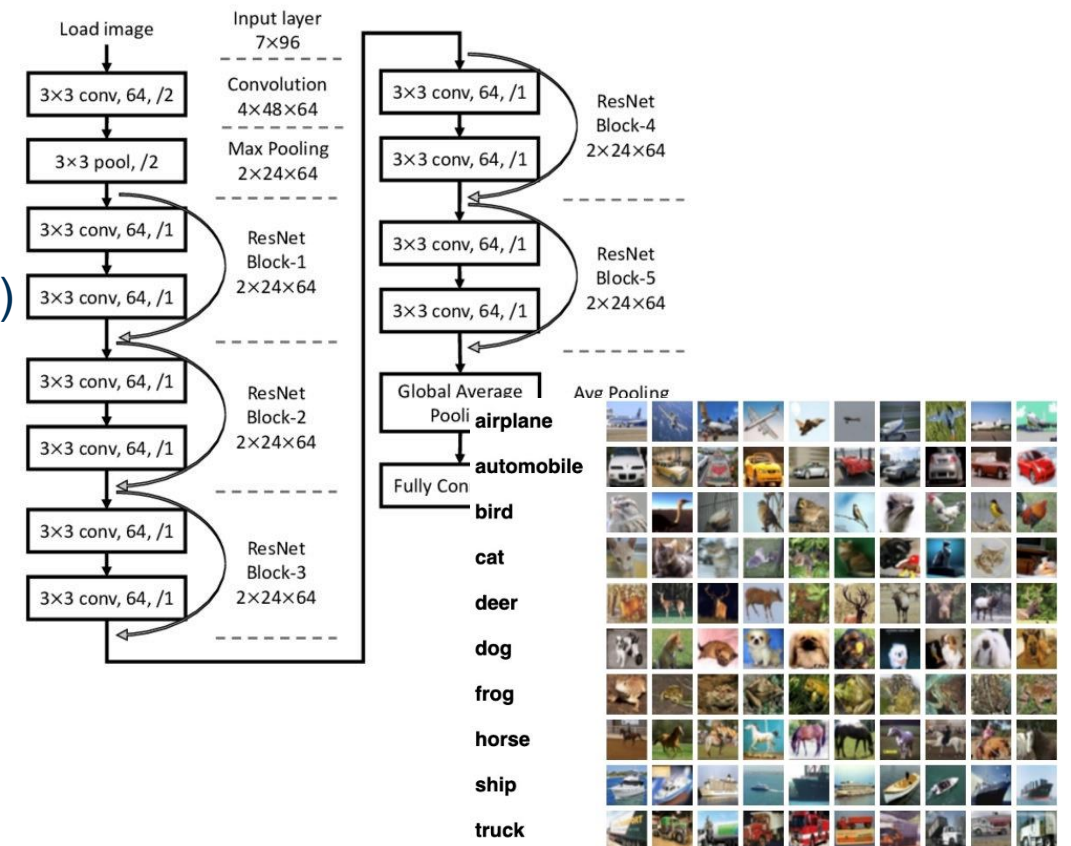 Load image
3×3 conv, 64, /2
3×3 pool, /2
3×3 conv, 64, /1
3×3 conv, 64, /1
)
3×3 conv, 64, /1
3×3 conv, 64, /1
3×3 conv, 64, /1
3×3 conv, 64, /1
Input layer
7×96
Convolution
4×48×64
Max Pooling
2×24×64
ResNet
Block-1
2×24×64
ResNet
Block-2
2×24×64
ResNet
Block-3
2×24×64
3×3 conv, 64, /1
3×3 conv, 64, /1
3×3 conv, 64, /1
3×3 conv, 64, /1
Global Average
Pooli
Fully Con
ResNet
Block-4
2×24×64
ResNet
Block-5
2×24×64
Avg Pooling
airplane
automobile
bird
cat
deer
dog
frog
horse
ship
truck